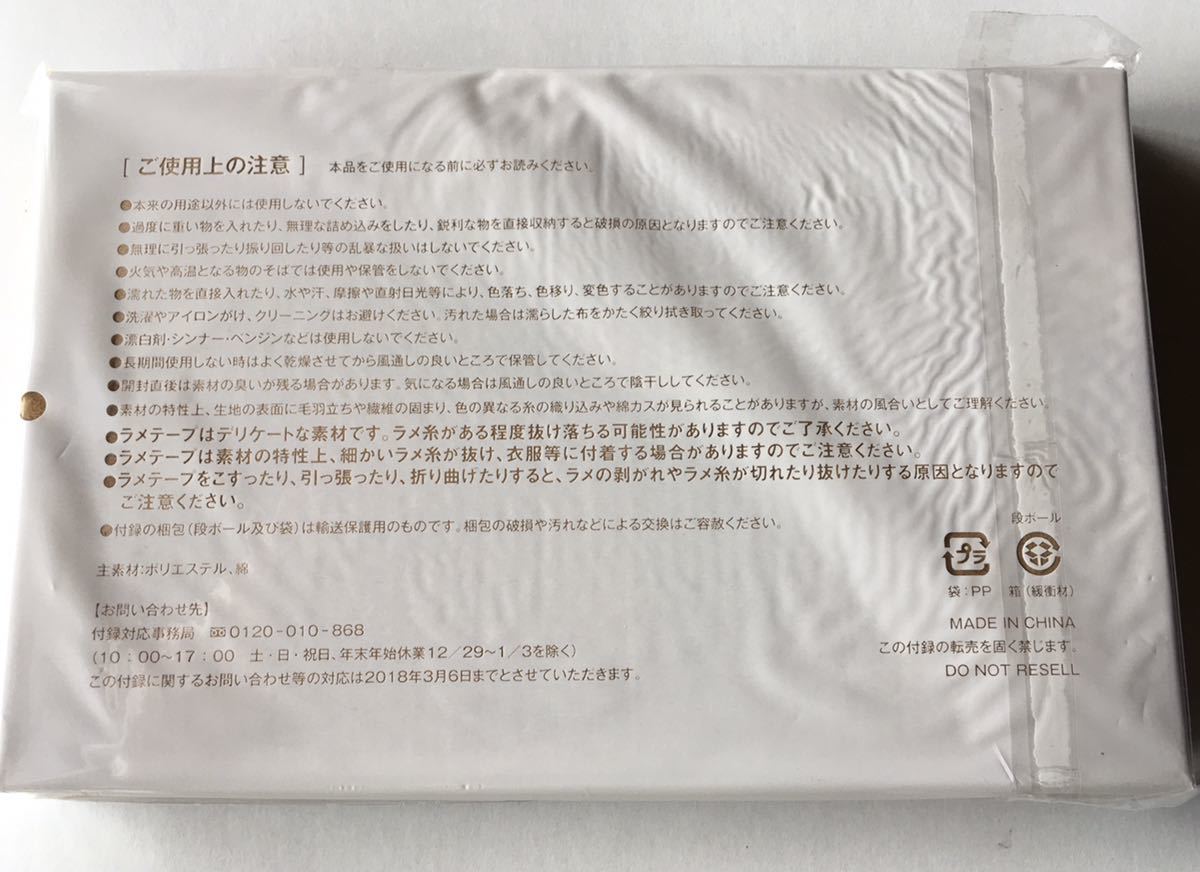 [ ご使用上の注意 ] 本品をご使用になる前に必ずお読みください。
●本来の用途以外には使用しないでください。
●過度に重い物を入れたり、無理な詰め込みをしたり、鋭利な物を直接収納すると破損の原因となりますのでご注意ください。
●無理に引っ張ったり振り回したり等の乱暴な扱いはしないでください。
●火気や高温となる物のそばでは使用や保管をしないでください。
●濡れた物を直接入れたり、水や汗、摩擦や直射日光等により、色落ち、色移り、変色することがありますのでご注意ください。
●洗濯やアイロンがけ、クリーニングはお避けください。汚れた場合は濡らした布をかたく絞り拭き取ってください。
●漂白剤・シンナー・ベンジンなどは使用しないでください。
●長期間使用しない時はよく乾燥させてから風通しの良いところで保管してください。
●開封直後は素材の臭いが残る場合があります。気になる場合は風通しの良いところで陰干ししてください。
●素材の特性上、生地の表面に毛羽立ちや繊維の固まり、色の異なる糸の織り込みや綿カスが見られることがありますが、素材の風合いとしてご理解ください。
●ラメテープはデリケートな素材です。ラメ糸がある程度抜け落ちる可能性がありますのでご了承ください。
●ラメテープは素材の特性上、細かいラメ糸が抜け、衣服等に付着する場合がありますのでご注意ください。
●ラメテープをこすったり、引っ張ったり、折り曲げたりすると、ラメの剥がれやラメ糸が切れたり抜けたりする原因となりますので
ご注意ください。
●付録の梱包(段ボール及び袋)は輸送保護用のものです。梱包の破損や汚れなどによる交換はご容赦ください。
主素材:ポリエステル、綿
【お問い合わせ先】
付録対応事務局 0120-010-868
(10:00~17:00 土・日・祝日、年末年始休業12/29~1/3を除く)
この付録に関するお問い合わせ等の対応は2018年3月6日までとさせていただきます。
段ボール
プラ
袋:PP 箱(緩衝材)
MADE IN CHINA
この付録の転売を固く禁じます。
DO NOT RESELL